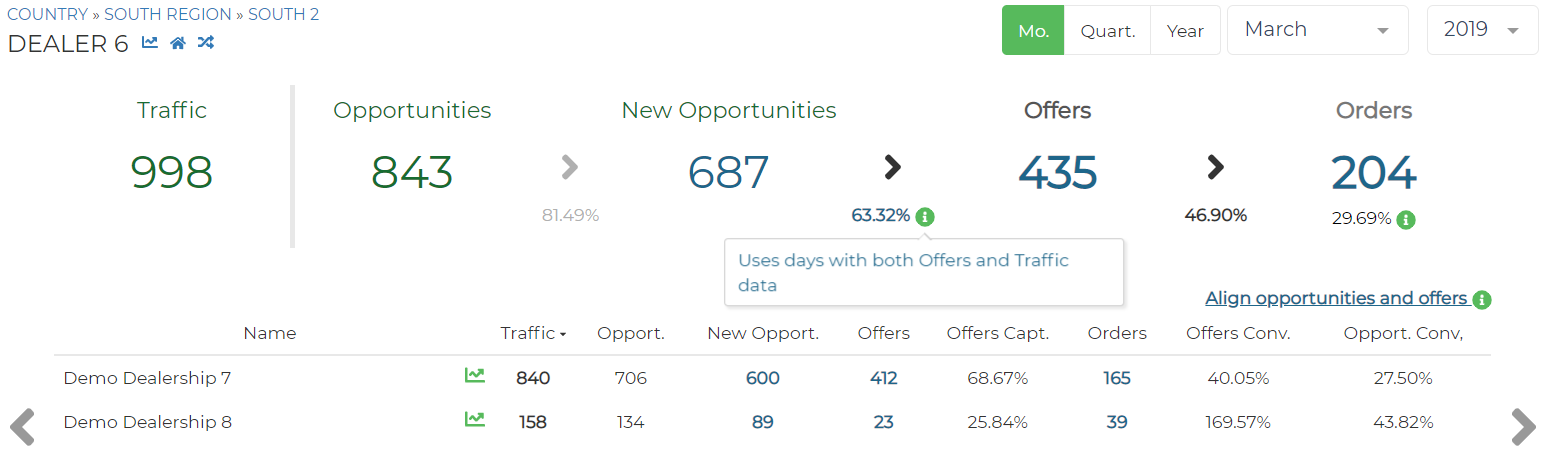 COUNTRY » SOUTH REGION » SOUTH 2
DEALER 6
Mo. Quart. Year March 2019
Traffic Opportunities New Opportunities Offers Orders
998 843 687 435 204
81.49% 63.32% 46.90% 29.69%
Uses days with both Offers and Traffic
data
Align opportunities and offers
Name Traffic Opport. New Opport. Offers Offers Capt. Orders Offers Conv. Opport. Conv,
Demo Dealership 7 840 706 600 412 68.67% 165 40.05% 27.50%
Demo Dealership 8 158 134 89 23 25.84% 39 169.57% 43.82%